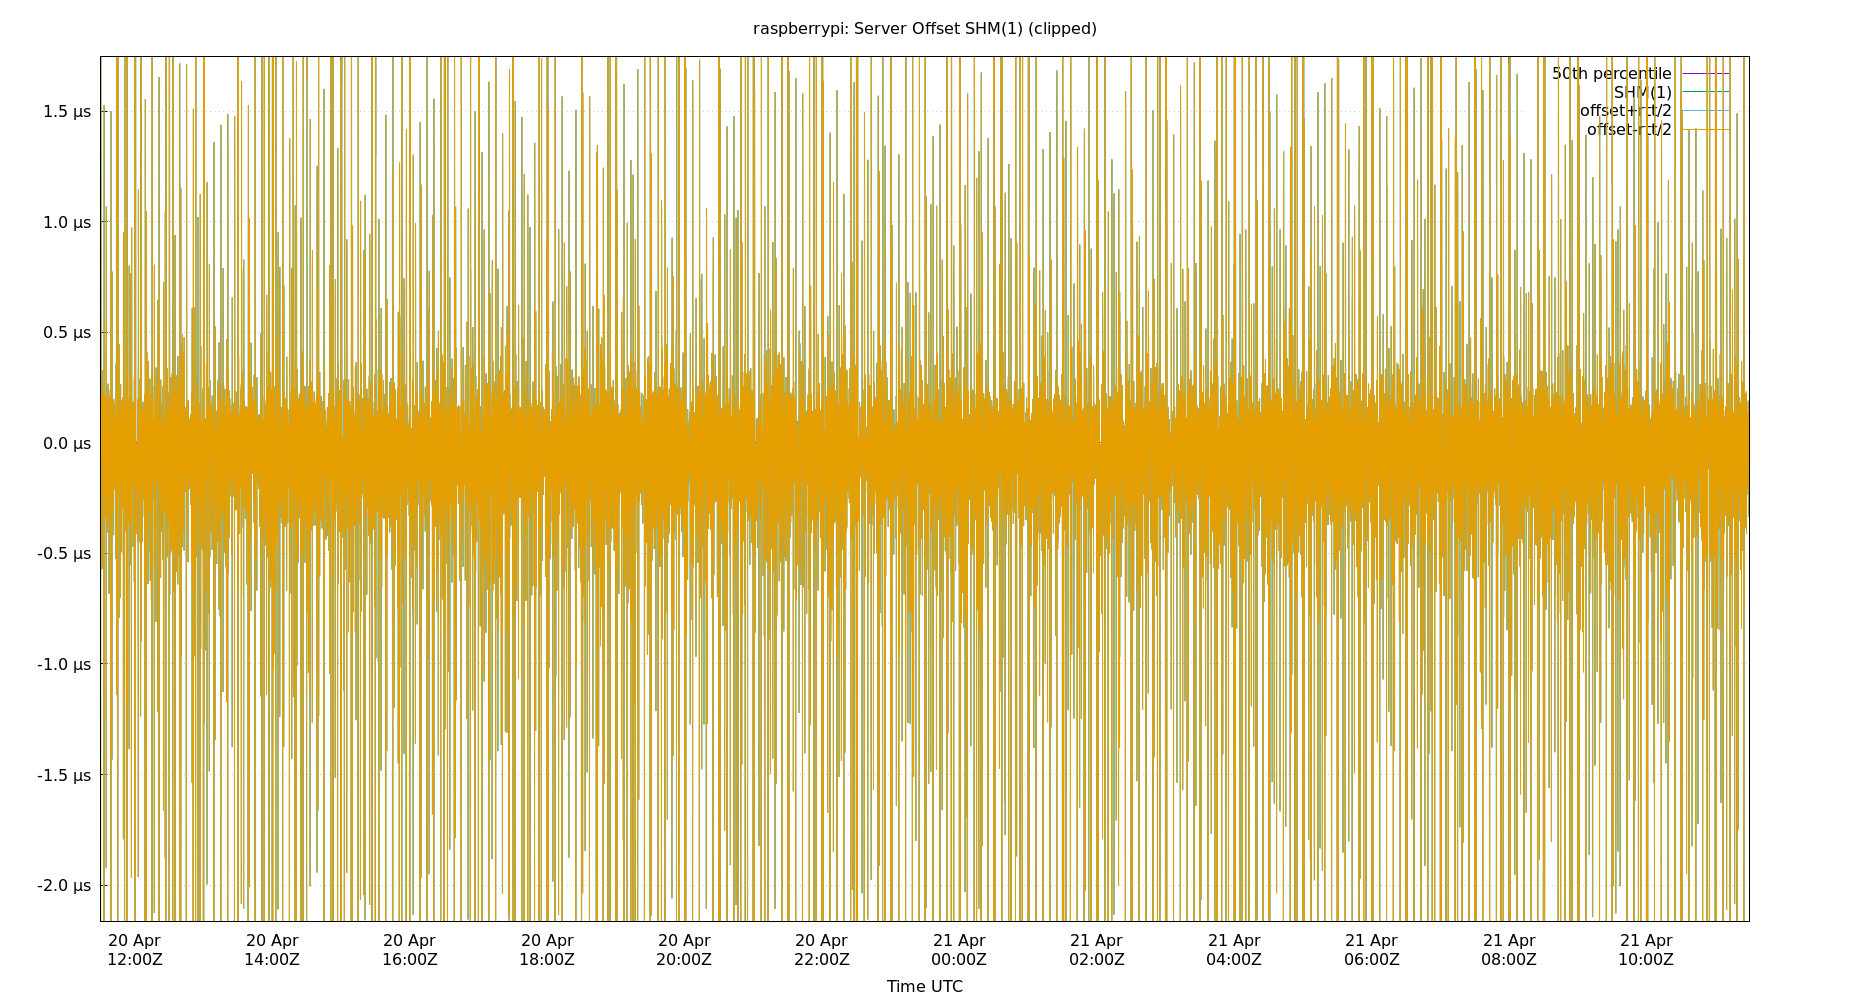 raspberrypi: Server Offset SHM(1) (clipped)
50th percentile
SHM(1)
offset+rtt/2
offset-rtt/2
1.5 µs
1.0 µs
0.5 µs
0.0 µs
-0.5 µs
-1.0 µs
-1.5 µs
-2.0 µs
20 Apr 20 Apr 20 Apr 20 Apr 20 Apr 20 Apr 21 Apr 21 Apr 21 Apr 21 Apr 21 Apr 21 Apr
12:00Z 14:00Z 16:00Z 18:00Z 20:00Z 22:00Z 00:00Z 02:00Z 04:00Z 06:00Z 08:00Z 10:00Z
Time UTC